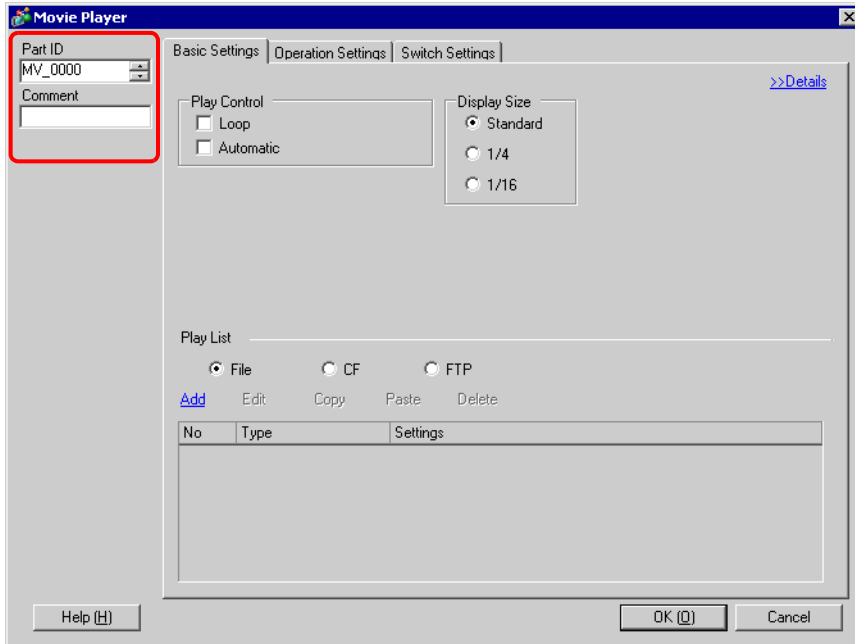 Movie Player
Part ID
MV_0000
Comment
Basic Settings
Operation Settings
Switch Settings
>>Details
Play Control
Loop
Automatic
Display Size
Standard
1/4
1/16
Play List
File CF FTP
Add Edit Copy Paste Delete
No Type Settings
Help (H) OK (O) Cancel